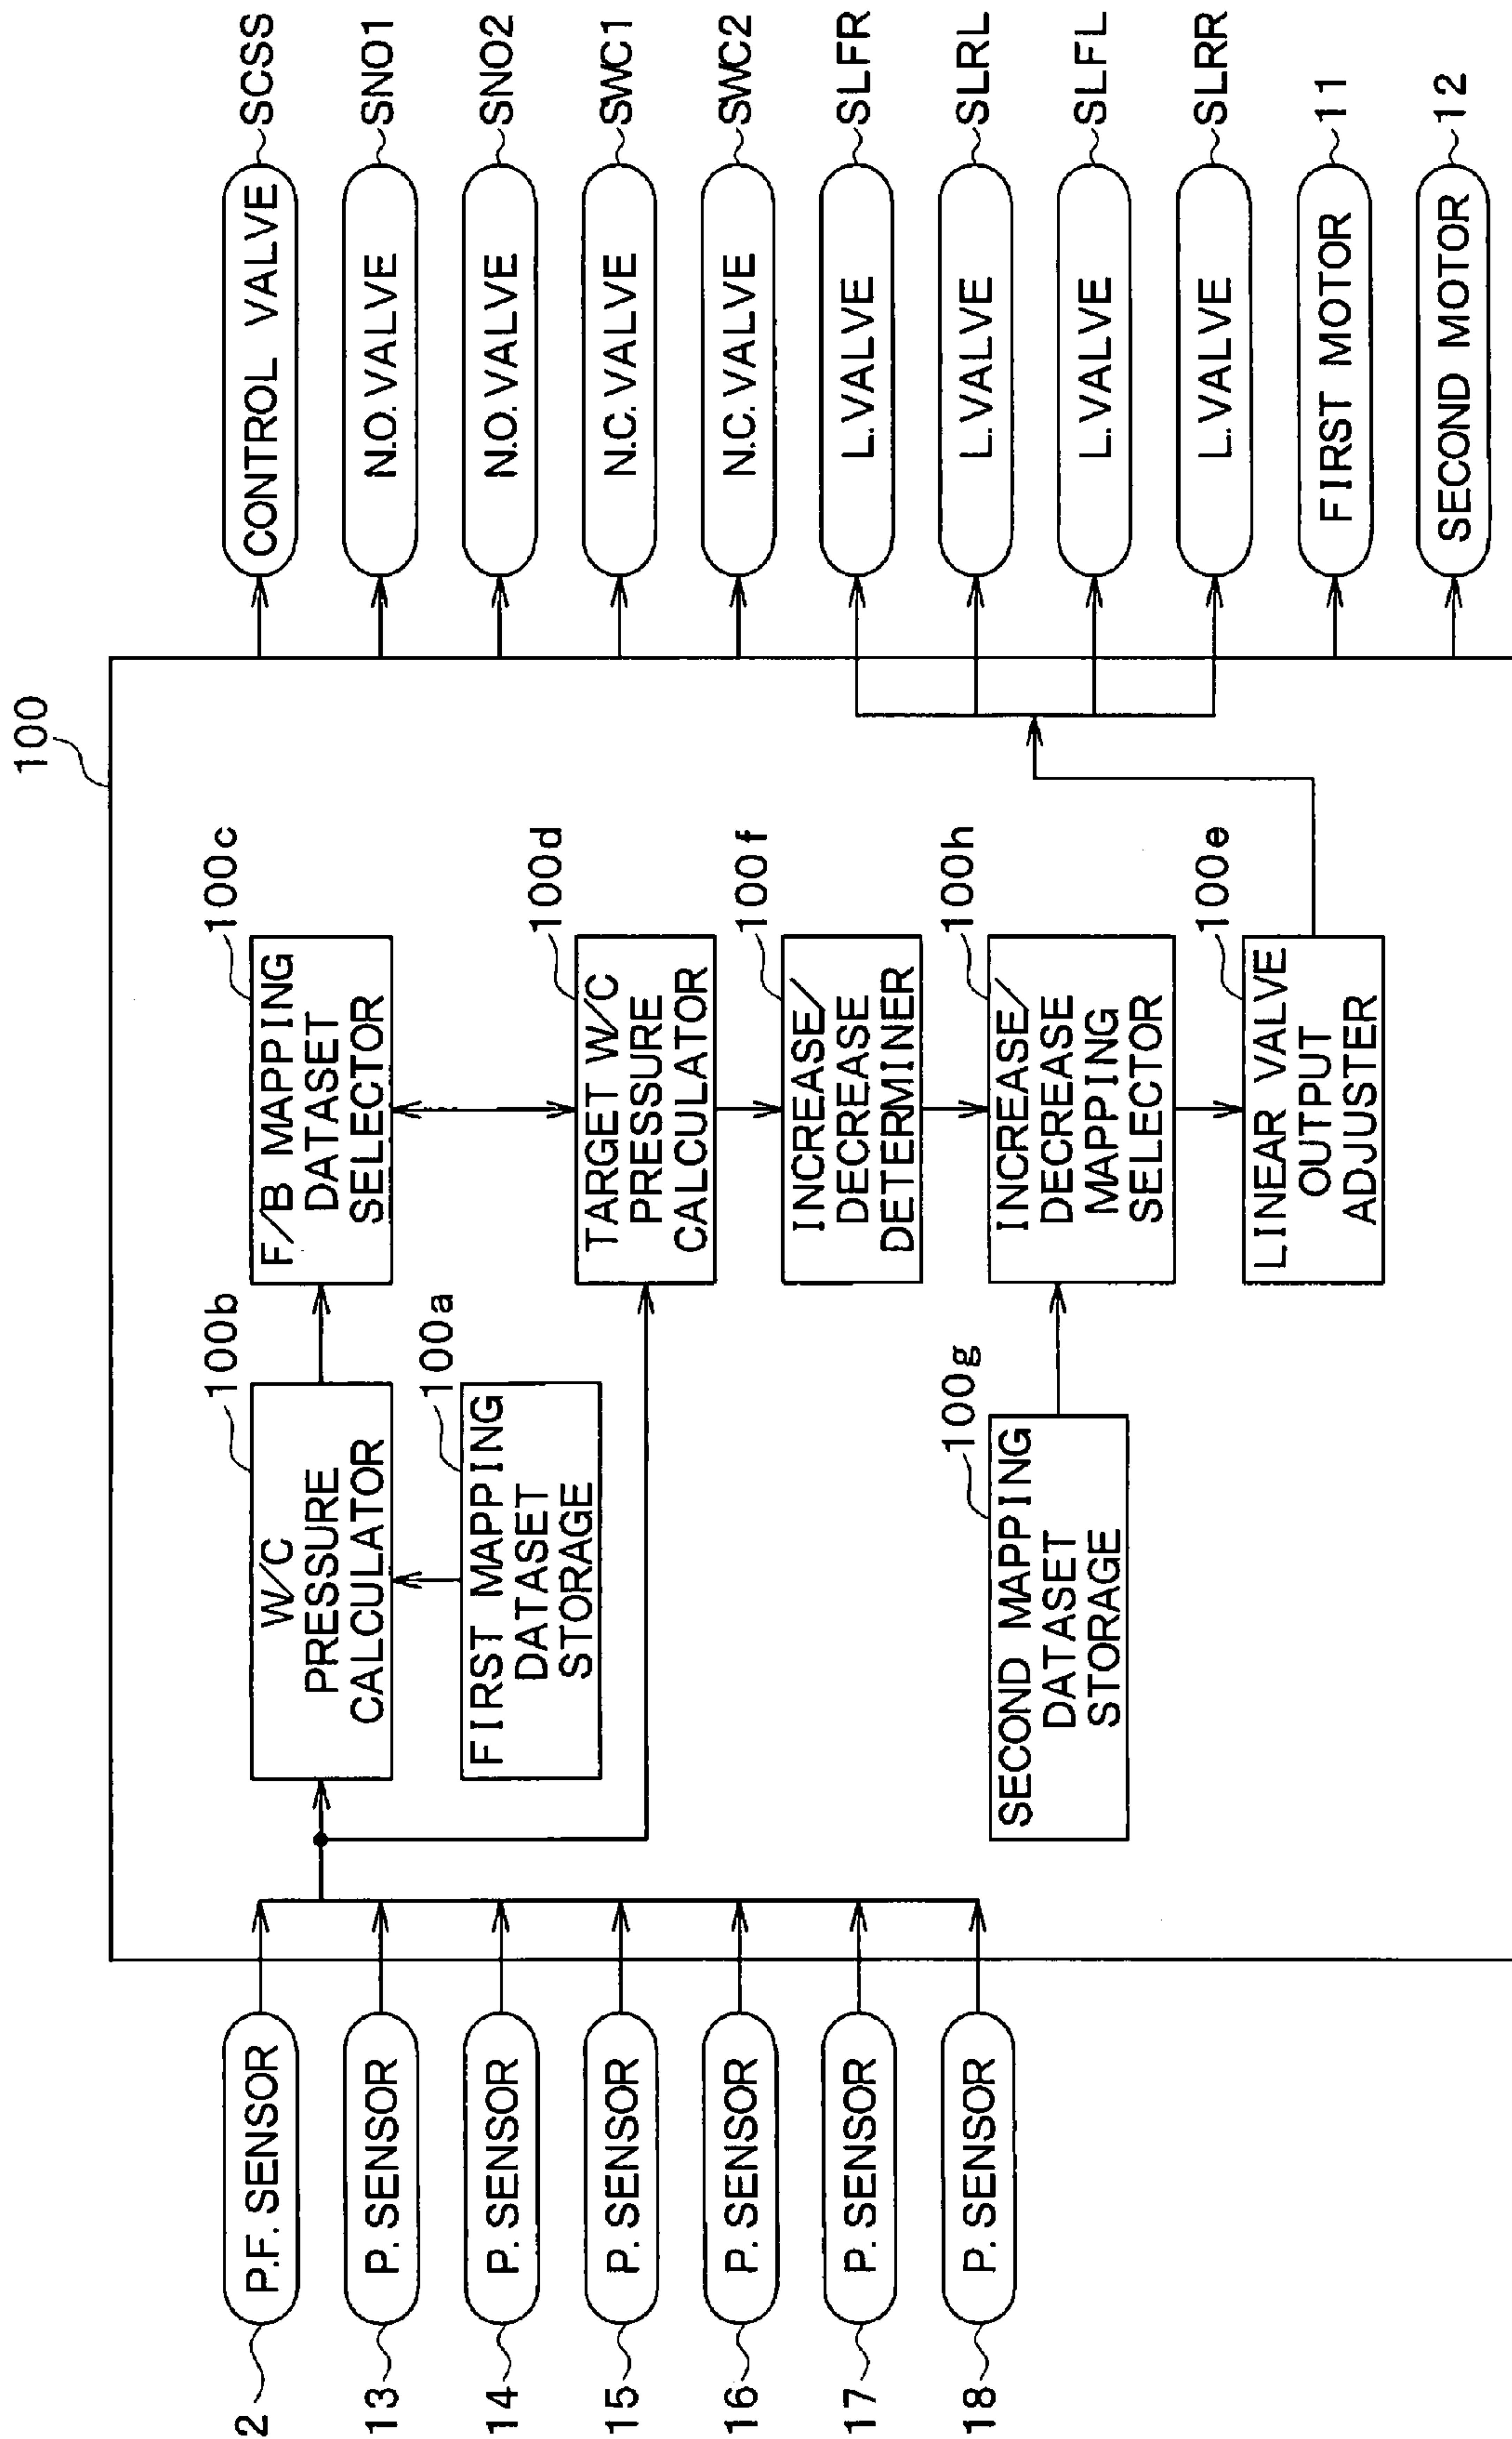 100
2
P.F.SENSOR
13
P.SENSOR
14
P.SENSOR
15
P.SENSOR
16
P.SENSOR
17
P.SENSOR
18
P.SENSOR
100b
W/C
PRESSURE
CALCULATOR
100a
FIRST MAPPING
DATASET
STORAGE
100g
SECOND MAPPING
DATASET
STORAGE
100c
F/B MAPPING
DATASET
SELECTOR
100d
TARGET W/C
PRESSURE
CALCULATOR
100f
INCREASE/
DECREASE
DETERMINER
100h
INCREASE/
DECREASE
MAPPING
SELECTOR
100e
LINEAR VALVE
OUTPUT
ADJUSTER
CONTROL VALVE
SCSS
N.O.VALVE
SNO1
N.O.VALVE
SNO2
N.C.VALVE
SWC1
N.C.VALVE
SWC2
L.VALVE
SLFR
L.VALVE
SLRL
L.VALVE
SLFL
L.VALVE
SLRR
FIRST MOTOR
11
SECOND MOTOR
12